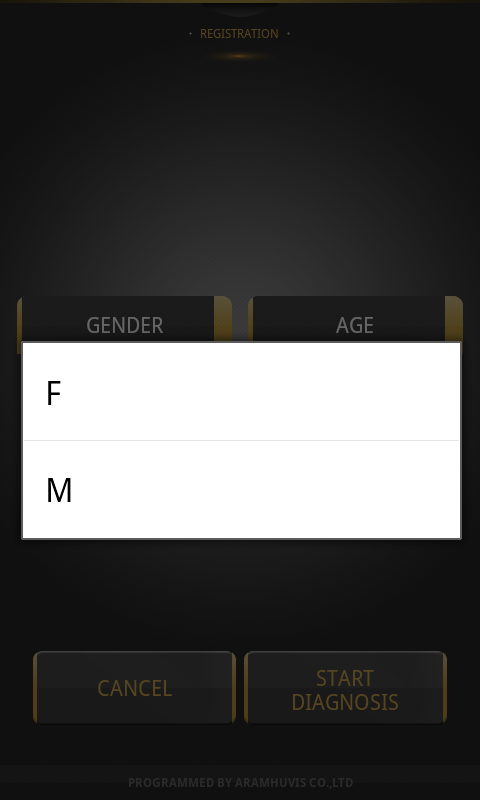 · REGISTRATION ·
GENDER
AGE
F
M
CANCEL
START
DIAGNOSIS
PROGRAMMED BY ARAMHUVIS CO.,LTD